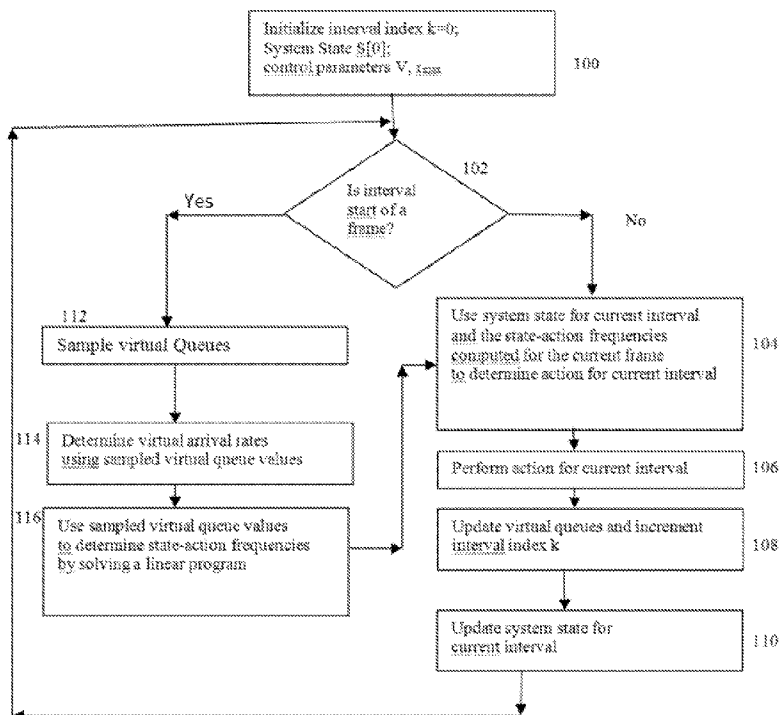 Initialize interval index k=0;
System State S[0];
control parameters V,
100
102
Is interval
start of a
frame?
Yes
No
112
Sample virtual Queues
Use system state for current interval
and the state-action frequencies
computed for the current frame
to determine action for current interval
104
114
Determine virtual arrival rates
using sampled virtual queue values
Perform action for current interval
106
116
Use sampled virtual queue values
to determine state-action frequencies
by solving a linear program
Update virtual queues and increment
interval index k
108
Update system state for
current interval
110